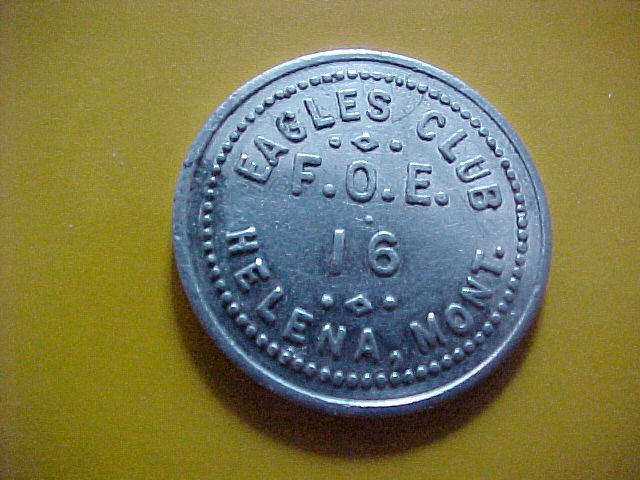 EAGLES CLUB
F.O.E.
16
HELENA, MONT.